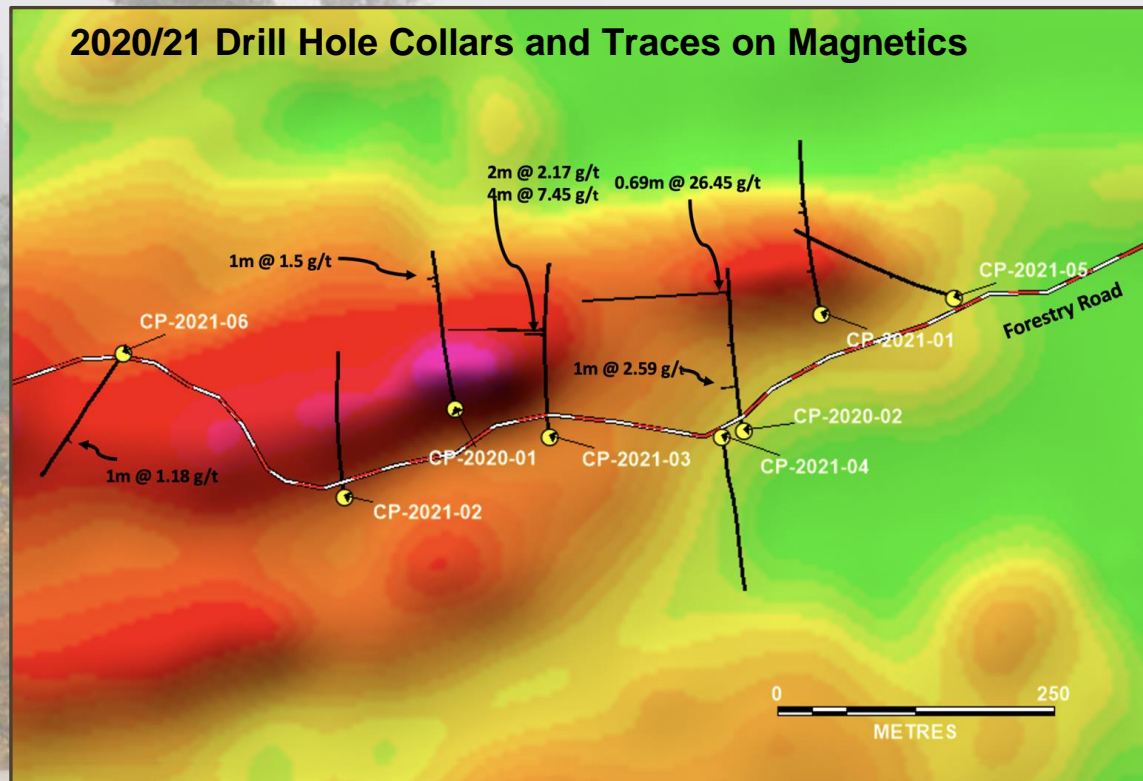 2020/21 Drill Hole Collars and Traces on Magnetics
2m @ 2.17 g/t
4m @ 7.45 g/t
0.69m @ 26.45 g/t
1m @ 1.5 g/t
CP-2021-05
Forestry Road
CP-2021-06
CP-2021-01
1m @ 2.59 g/t
CP-2020-02
CP-2020-01
CP-2021-03
CP-2021-04
1m @ 1.18 g/t
CP-2021-02
0 250
METRES